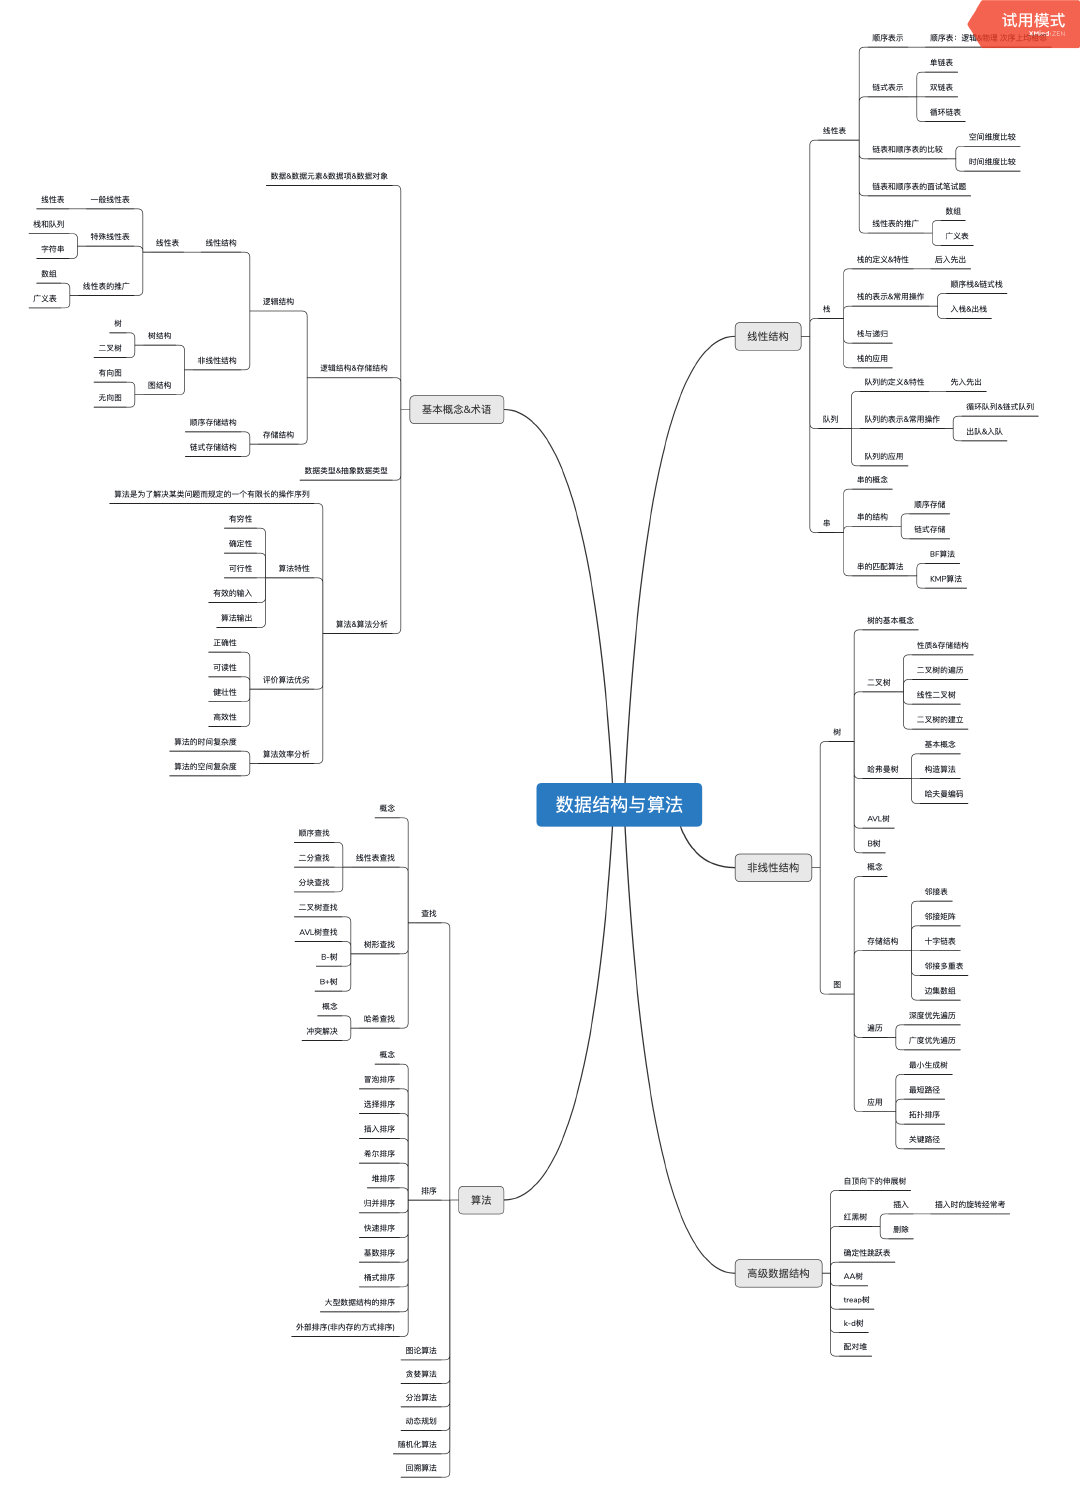 试用模式
XMind:ZEN
数据结构与算法
基本概念&术语
数据&数据元素&数据项&数据对象
逻辑结构&存储结构
逻辑结构
线性结构
线性表
一般线性表
线性表
特殊线性表
栈和队列
字符串
线性表的推广
数组
广义表
非线性结构
树结构
树
二叉树
图结构
有向图
无向图
存储结构
顺序存储结构
链式存储结构
数据类型&抽象数据类型
算法&算法分析
算法是为了解决某类问题而规定的一个有限长的操作序列
算法特性
有穷性
确定性
可行性
有效的输入
算法输出
评价算法优劣
正确性
可读性
健壮性
高效性
算法效率分析
算法的时间复杂度
算法的空间复杂度
算法
查找
概念
线性表查找
顺序查找
二分查找
分块查找
树形查找
二叉树查找
AVL树查找
B-树
B+树
哈希查找
概念
冲突解决
排序
概念
冒泡排序
选择排序
插入排序
希尔排序
堆排序
归并排序
快速排序
基数排序
桶式排序
大型数据结构的排序
外部排序(非内存的方式排序)
图论算法
贪婪算法
分治算法
动态规划
随机化算法
回溯算法
线性结构
线性表
顺序表示
顺序表：逻辑&物理 次序上均相邻
链式表示
单链表
双链表
循环链表
链表和顺序表的比较
空间维度比较
时间维度比较
链表和顺序表的面试笔试题
线性表的推广
数组
广义表
栈
栈的定义&特性
后入先出
栈的表示&常用操作
顺序栈&链式栈
入栈&出栈
栈与递归
栈的应用
队列
队列的定义&特性
先入先出
队列的表示&常用操作
循环队列&链式队列
出队&入队
队列的应用
串
串的概念
串的结构
顺序存储
链式存储
串的匹配算法
BF算法
KMP算法
非线性结构
树
树的基本概念
二叉树
性质&存储结构
二叉树的遍历
线性二叉树
二叉树的建立
哈弗曼树
基本概念
构造算法
哈夫曼编码
AVL树
B树
图
概念
存储结构
邻接表
邻接矩阵
十字链表
邻接多重表
边集数组
遍历
深度优先遍历
广度优先遍历
应用
最小生成树
最短路径
拓扑排序
关键路径
高级数据结构
自顶向下的伸展树
红黑树
插入
插入时的旋转经常考
删除
确定性跳跃表
AA树
treap树
k-d树
配对堆